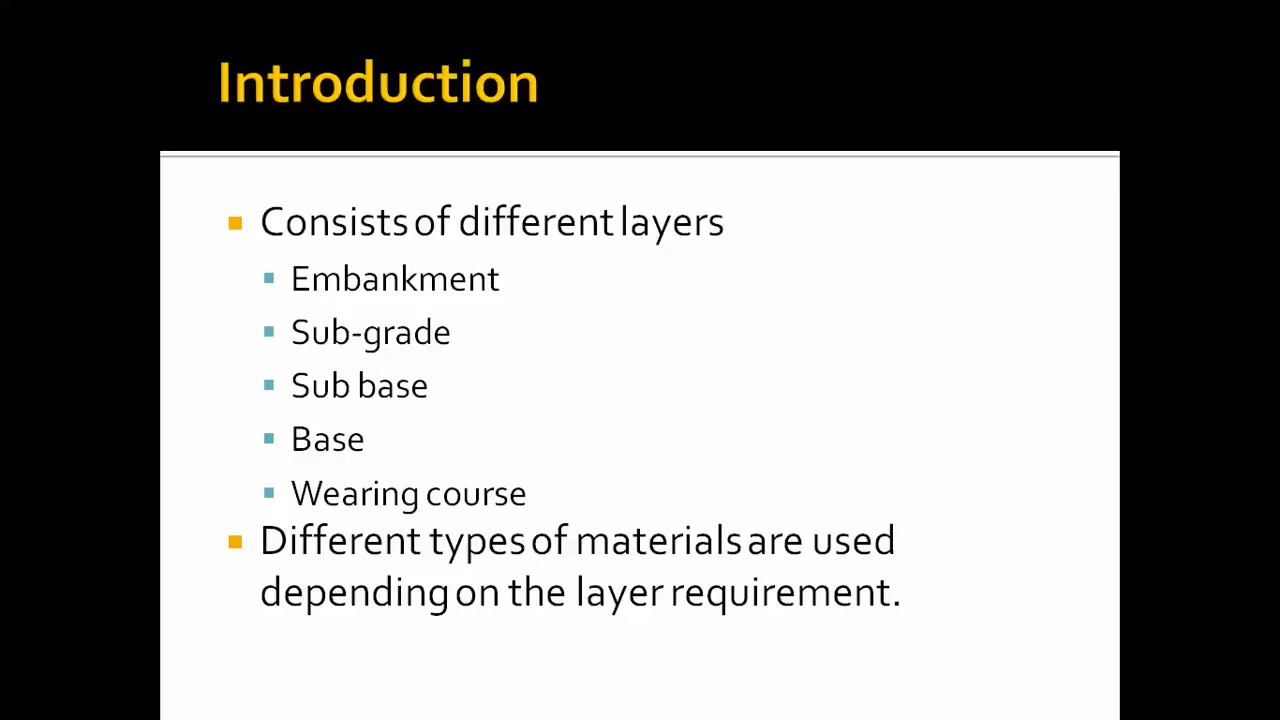 Introduction
Consists of different layers
Embankment
Sub-grade
Sub base
Base
Wearing course
Different types of materials are used
depending on the layer requirement.